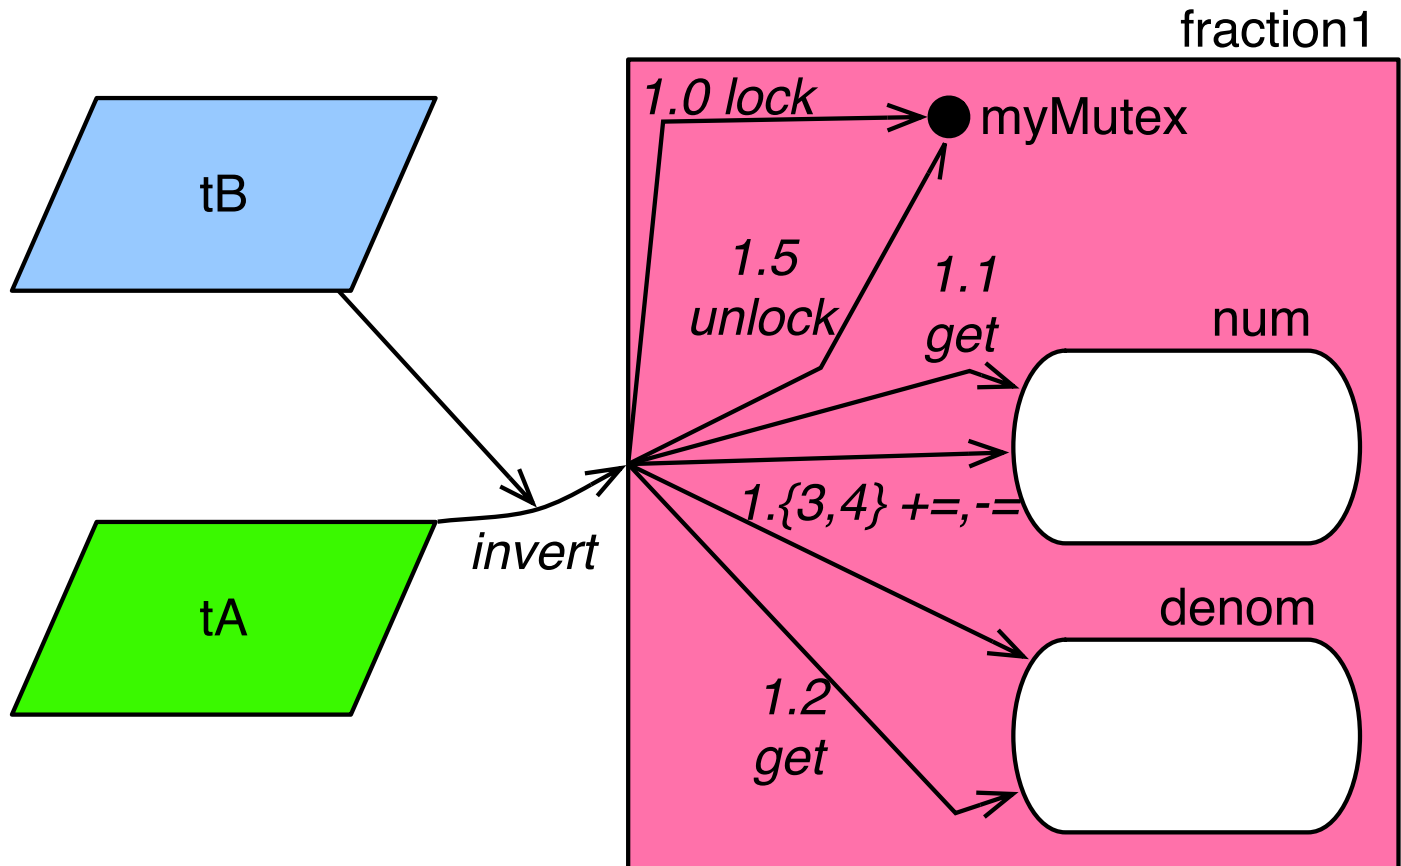 fraction1
1.0 lock
myMutex
tB
1.5
unlock
1.1
get
num
1.{3,4} +=,-=
invert
tA
denom
1.2
get